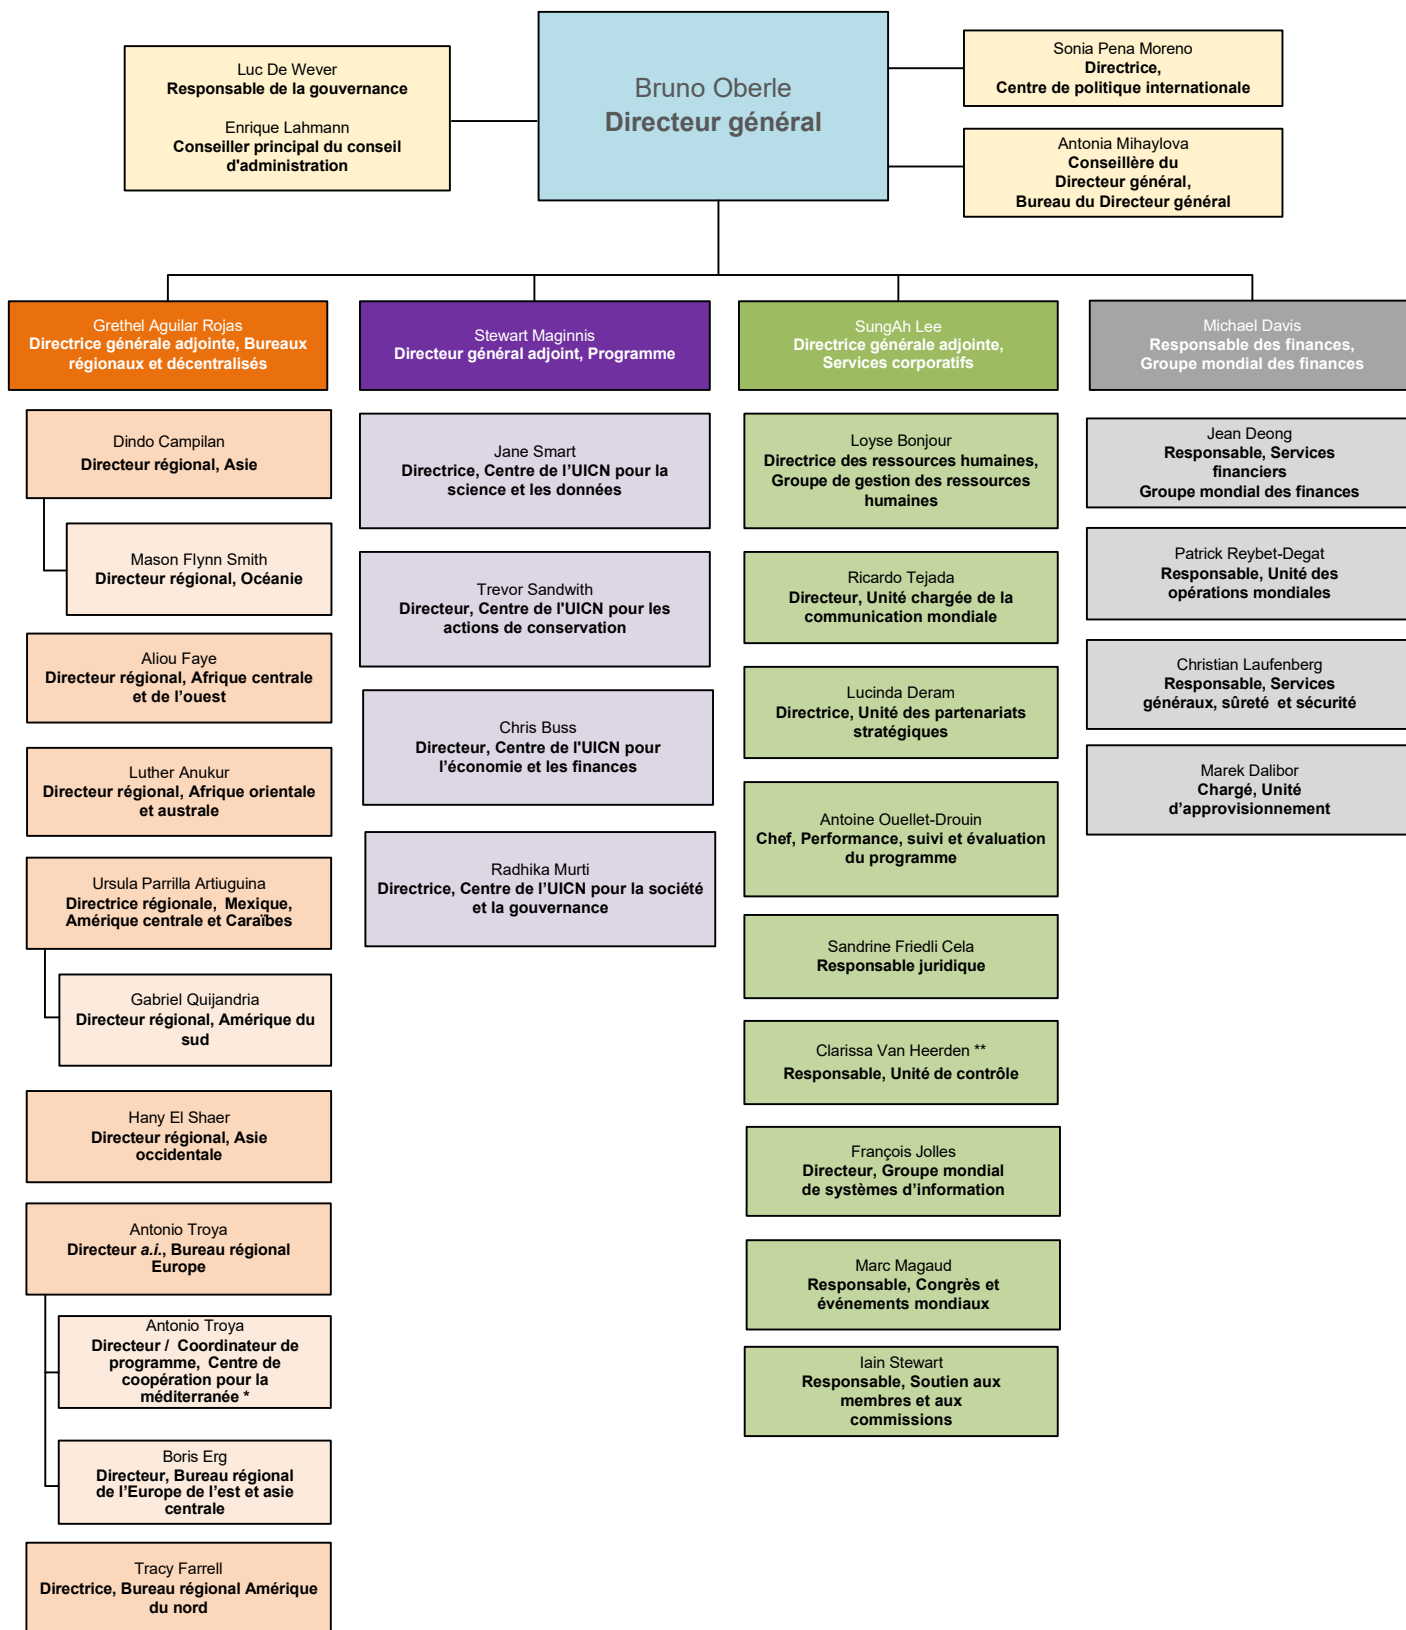 Luc De Wever
Responsable de la gouvernance
Enrique Lahmann
Conseiller principal du conseil
d'administration
Bruno Oberle
Directeur général
Sonia Pena Moreno
Directrice,
Centre de politique internationale
Antonia Mihaylova
Conseillère du
Directeur général,
Bureau du Directeur général
Grethel Aguilar Rojas
Directrice générale adjointe, Bureaux
régionaux et décentralisés
Dindo Campilan
Directeur régional, Asie
Mason Flynn Smith
Directeur régional, Océanie
Aliou Faye
Directeur régional, Afrique centrale
et de l’ouest
Luther Anukur
Directeur régional, Afrique orientale
et australe
Ursula Parrilla Artiuguina
Directrice régionale, Mexique,
Amérique centrale et Caraïbes
Gabriel Quijandria
Directeur régional, Amérique du
sud
Hany El Shaer
Directeur régional, Asie
occidentale
Antonio Troya
Directeur a.i., Bureau régional
Europe
Antonio Troya
Directeur / Coordinateur de
programme, Centre de
coopération pour la
méditerranée *
Boris Erg
Directeur, Bureau régional
de l’Europe de l’est et asie
centrale
Tracy Farrell
Directrice, Bureau régional Amérique
du nord
Stewart Maginnis
Directeur général adjoint, Programme
Jane Smart
Directrice, Centre de l’UICN pour la
science et les données
Trevor Sandwith
Directeur, Centre de l'UICN pour les
actions de conservation
Chris Buss
Directeur, Centre de l'UICN pour
l’économie et les finances
Radhika Murti
Directrice, Centre de l’UICN pour la société
et la gouvernance
SungAh Lee
Directrice générale adjointe,
Services corporatifs
Loyse Bonjour
Directrice des ressources humaines,
Groupe de gestion des ressources
humaines
Ricardo Tejada
Directeur, Unité chargée de la
communication mondiale
Lucinda Deram
Directrice, Unité des partenariats
stratégiques
Antoine Ouellet-Drouin
Chef, Performance, suivi et évaluation
du programme
Sandrine Friedli Cela
Responsable juridique
Clarissa Van Heerden **
Responsable, Unité de contrôle
François Jolles
Directeur, Groupe mondial
de systèmes d’information
Marc Magaud
Responsable, Congrès et
événements mondiaux
Iain Stewart
Responsable, Soutien aux
membres et aux
commissions
Michael Davis
Responsable des finances,
Groupe mondial des finances
Jean Deong
Responsable, Services
financiers
Groupe mondial des finances
Patrick Reybet-Degat
Responsable, Unité des
opérations mondiales
Christian Laufenberg
Responsable, Services
généraux, sûreté et sécurité
Marek Dalibor
Chargé, Unité
d’approvisionnement